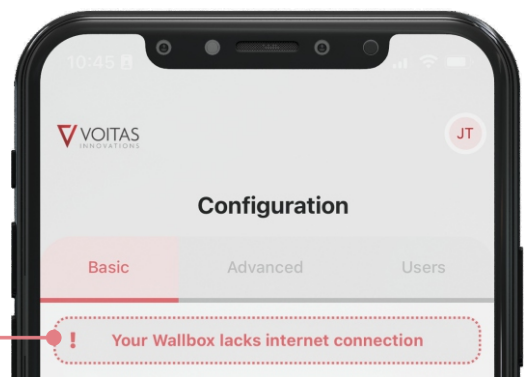 10:45
VOITAS
INNOVATIONS
JT
Configuration
Basic
Advanced
Users
! Your Wallbox lacks internet connection